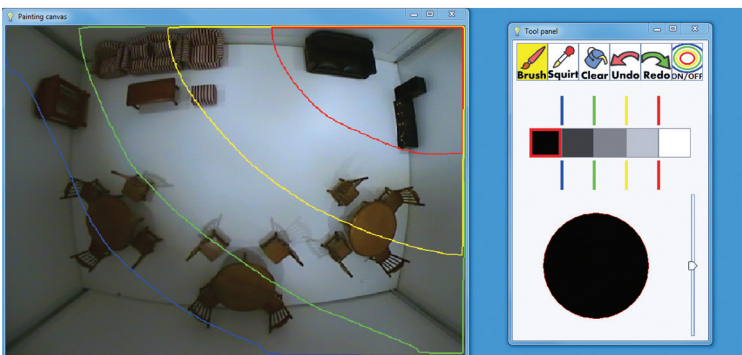 Painting canvas
Tool panel
Brush Squirt Clear Undo Redo ON/OFF